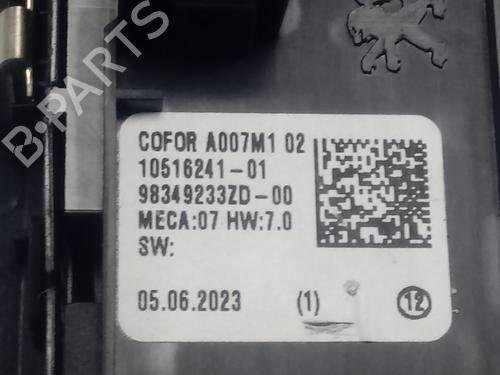 B-PARTS
COFOR A007M1 02
10516241-01
98349233ZD-00
MECA:07 HW:7.0
SW:
05.06.2023 (1) 12